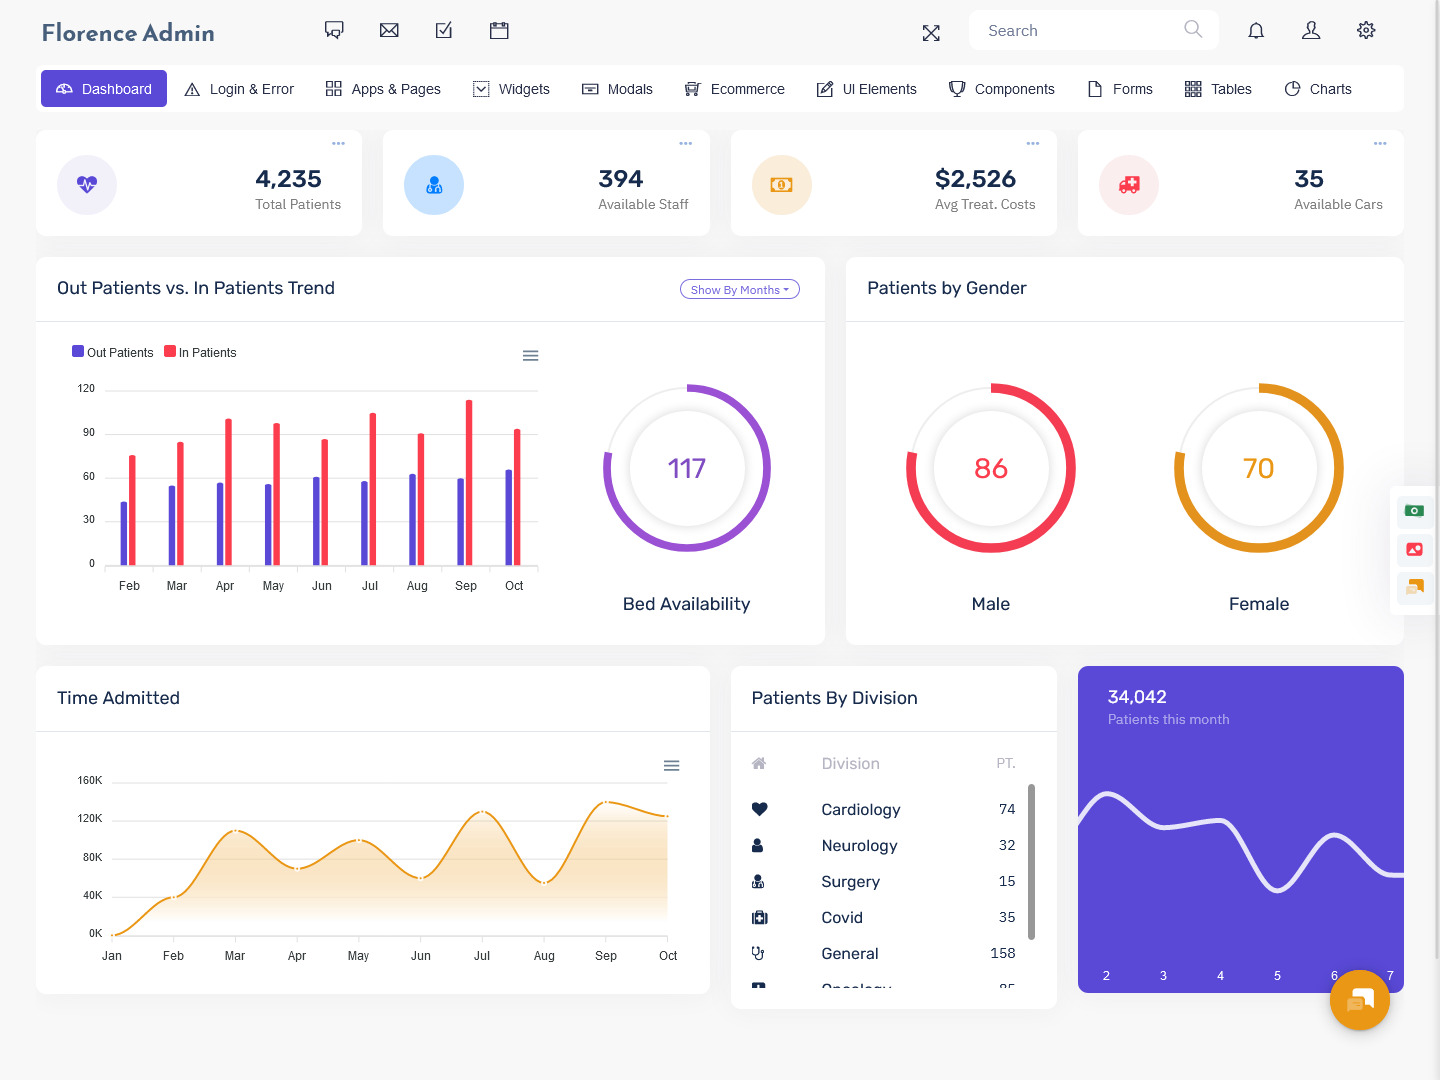 Florence Admin
Search
Dashboard
Login & Error
Apps & Pages
Widgets
Modals
Ecommerce
UI Elements
Components
Forms
Tables
Charts
4,235
Total Patients
394
Available Staff
$2,526
Avg Treat. Costs
35
Available Cars
Out Patients vs. In Patients Trend
Show By Months
Out Patients
In Patients
120
90
60
30
0
Feb
Mar
Apr
May
Jun
Jul
Aug
Sep
Oct
117
Bed Availability
Patients by Gender
86
Male
70
Female
Time Admitted
160K
120K
80K
40K
0K
Jan
Feb
Mar
Apr
May
Jun
Jul
Aug
Sep
Oct
Patients By Division
Division
PT.
Cardiology
74
Neurology
32
Surgery
15
Covid
35
General
158
Oncology
85
34,042
Patients this month
2
3
4
5
6
7